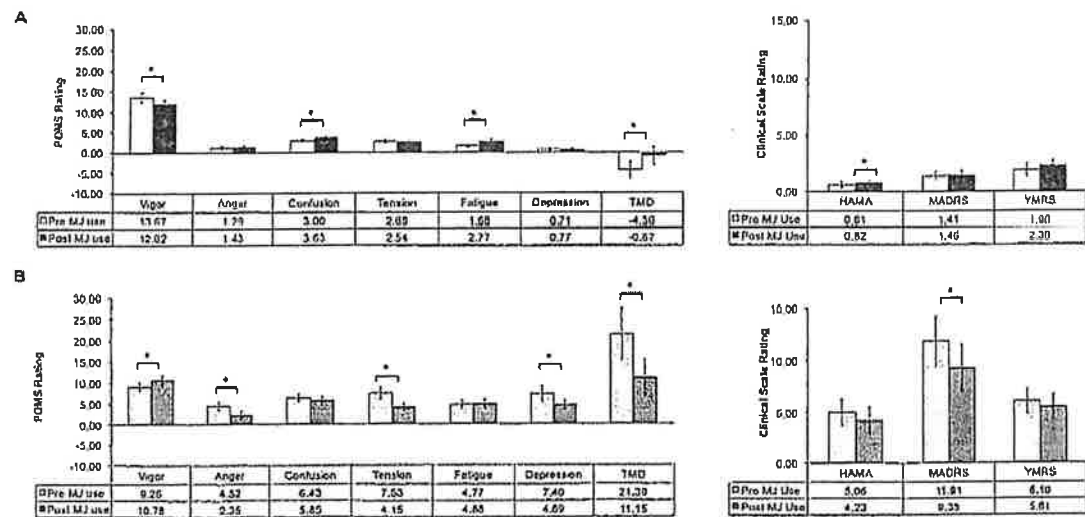 A
POMS Rating
30.00
25.00
20.00
15.00
10.00
5.00
0.00
-5.00
-10.00
* * * *
Vigor Anger Confusion Tension Fatigue Depression TMD
Pre MJ use 13.67 1.29 3.00 2.69 1.68 0.71 -4.30
Post MJ use 12.02 1.43 3.63 2.54 2.77 0.77 -0.67
Clinical Scale Rating
15,00
10,00
5,00
0,00
*
HAMA MADRS YMRS
Pre MJ Use 0,61 1,41 1,90
Post MJ Use 0,82 1,46 2,30
B
POMS Rating
30,00
25,00
20,00
15,00
10,00
5,00
0,00
-5,00
-10,00
* * * * *
Vigor Anger Confusion Tension Fatigue Depression TMD
Pre MJ use 9.26 4.52 6.43 7.63 4.77 7.40 21.30
Post MJ use 10.78 2.35 5.85 4.15 4.88 4.69 11.15
Clinical Scale Rating
15,00
10,00
5,00
0,00
*
HAMA MADRS YMRS
Pre MJ Use 5,06 11,91 6,10
Post MJ Use 4,23 9,35 5,61